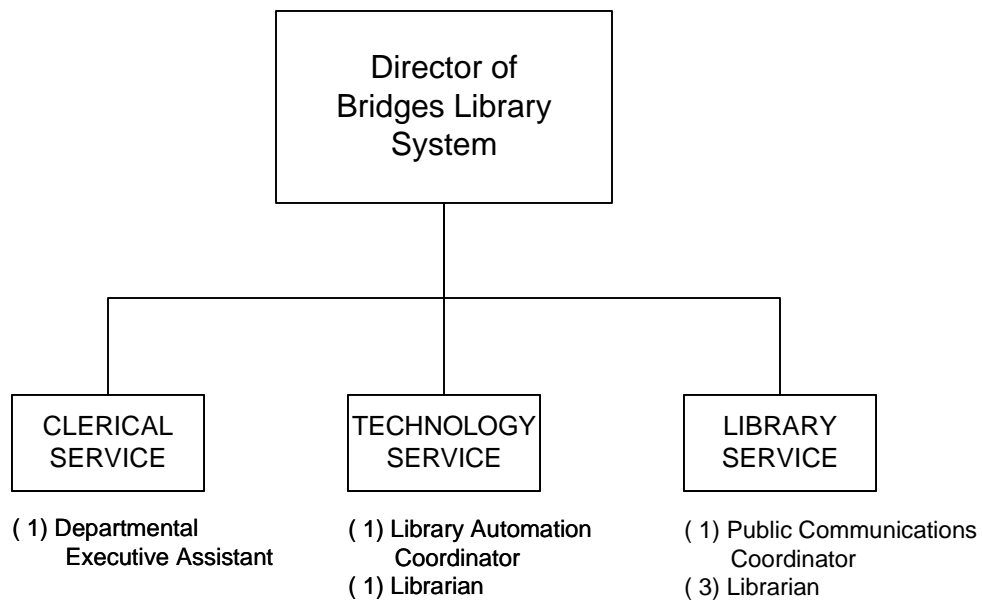 Director of
Bridges Library
System
CLERICAL
SERVICE
( 1) Departmental
Executive Assistant
TECHNOLOGY
SERVICE
( 1) Library Automation
Coordinator
( 1) Librarian
LIBRARY
SERVICE
( 1) Public Communications
Coordinator
( 3) Librarian